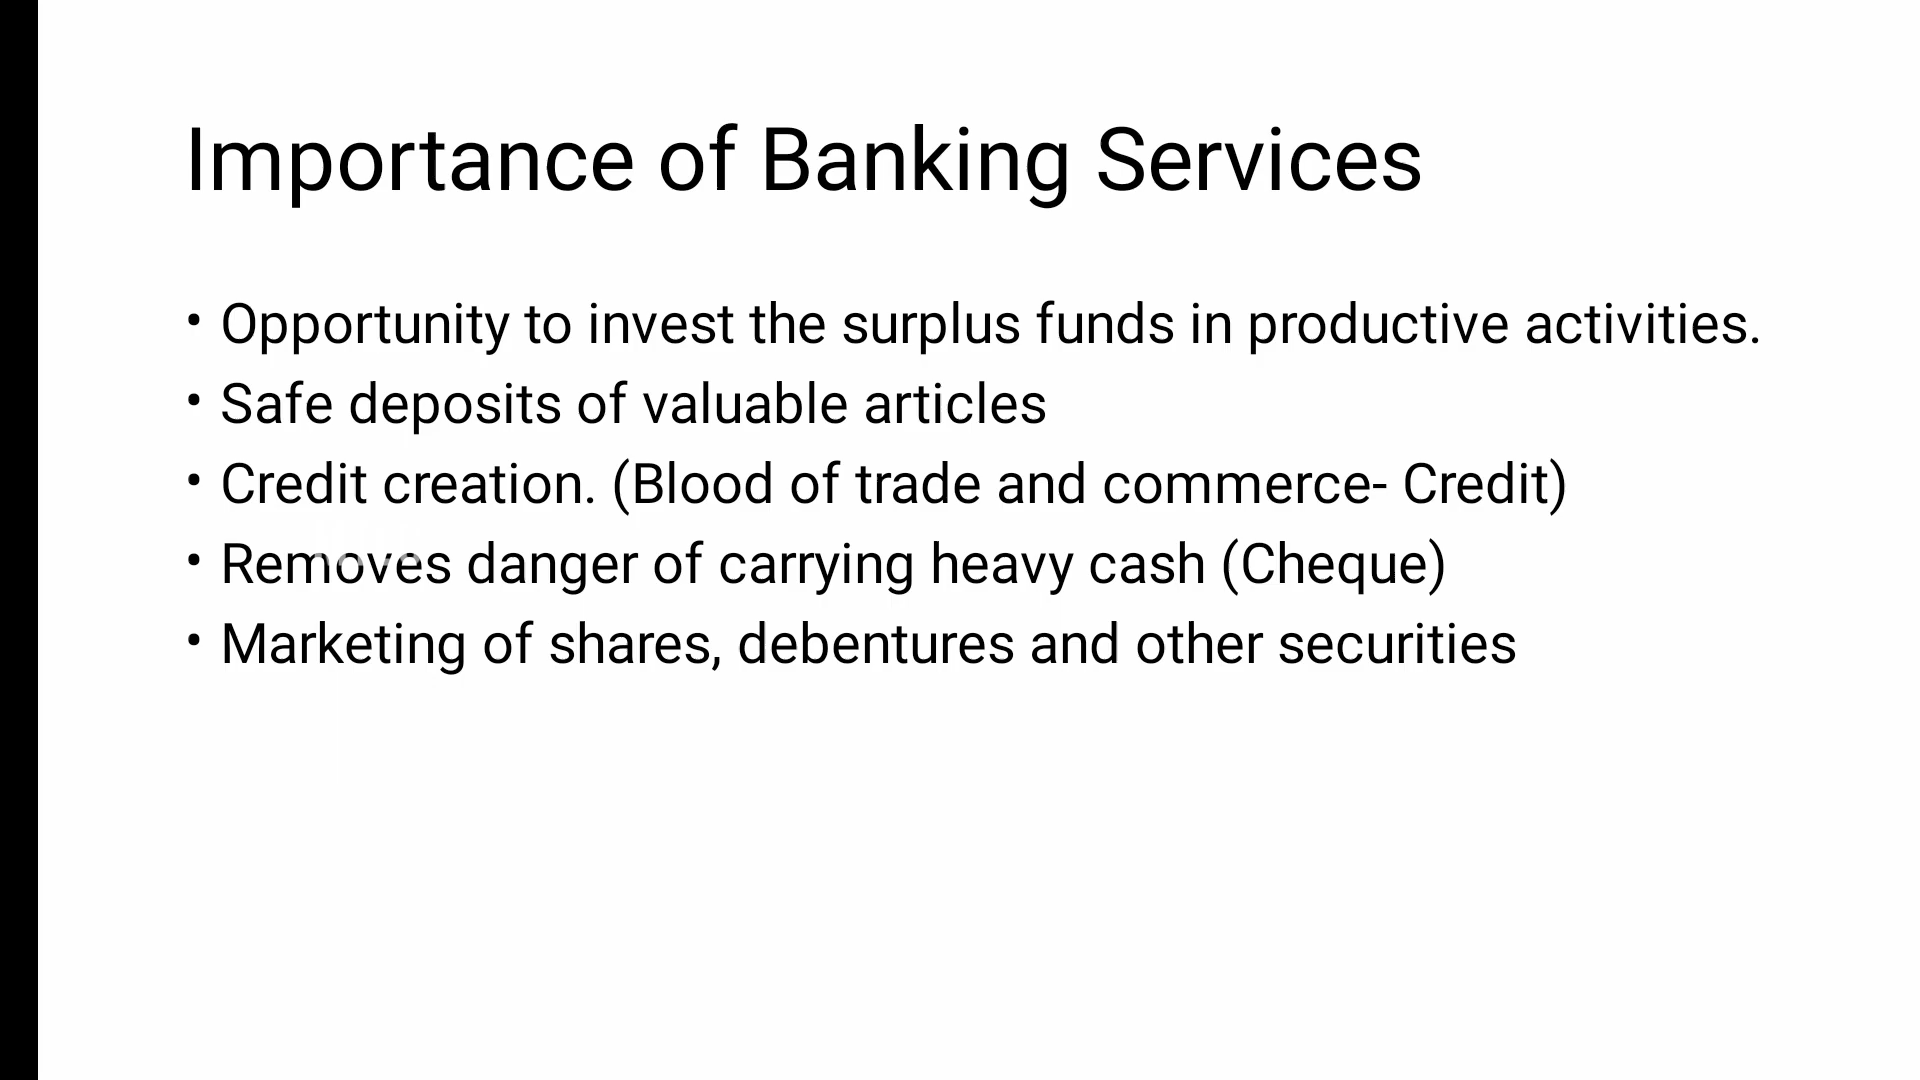 Importance of Banking Services
• Opportunity to invest the surplus funds in productive activities.
• Safe deposits of valuable articles
• Credit creation. (Blood of trade and commerce- Credit)
• Removes danger of carrying heavy cash (Cheque)
• Marketing of shares, debentures and other securities